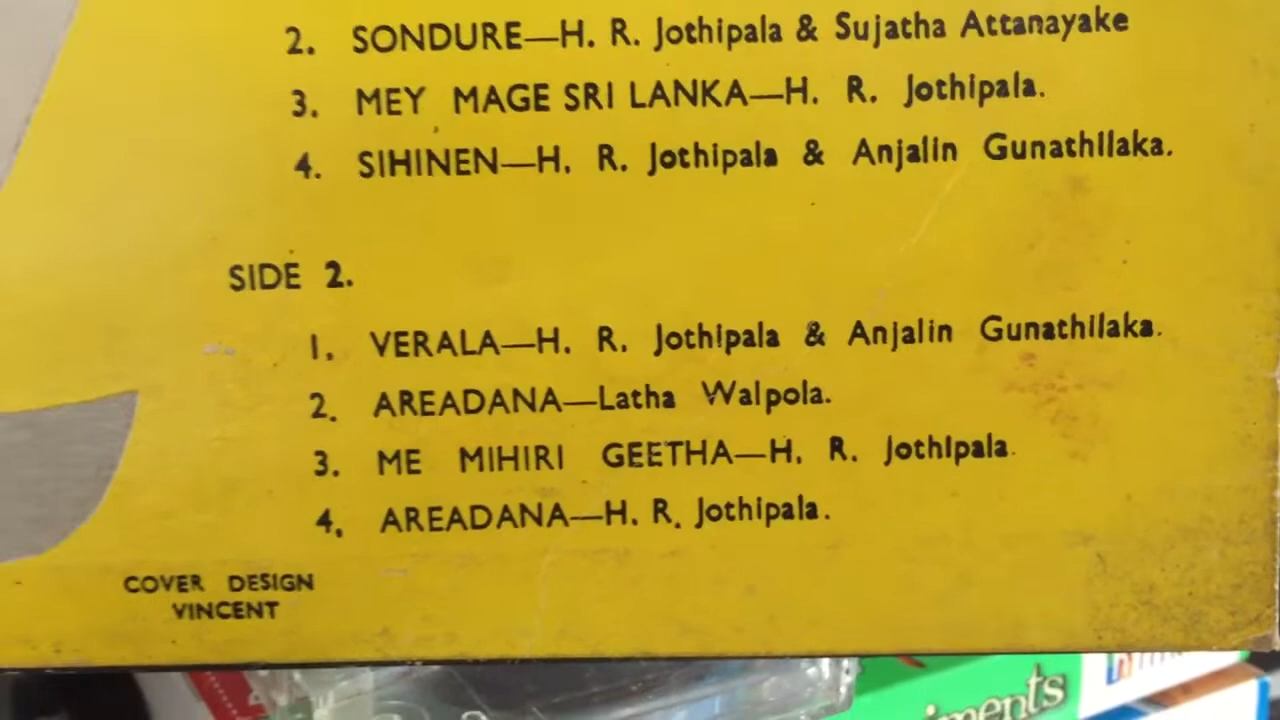 2. SONDURE—H. R. Jothipala & Sujatha Attanayake
3. MEY MAGE SRI LANKA—H. R. Jothipala.
4. SIHINEN—H. R. Jothipala & Anjalin Gunathilaka.
SIDE 2.
1. VERALA—H. R. Jothipala & Anjalin Gunathilaka.
2. AREADANA—Latha Walpola.
3. ME MIHIRI GEETHA—H. R. Jothipala.
4. AREADANA—H. R. Jothipala.
COVER DESIGN
VINCENT